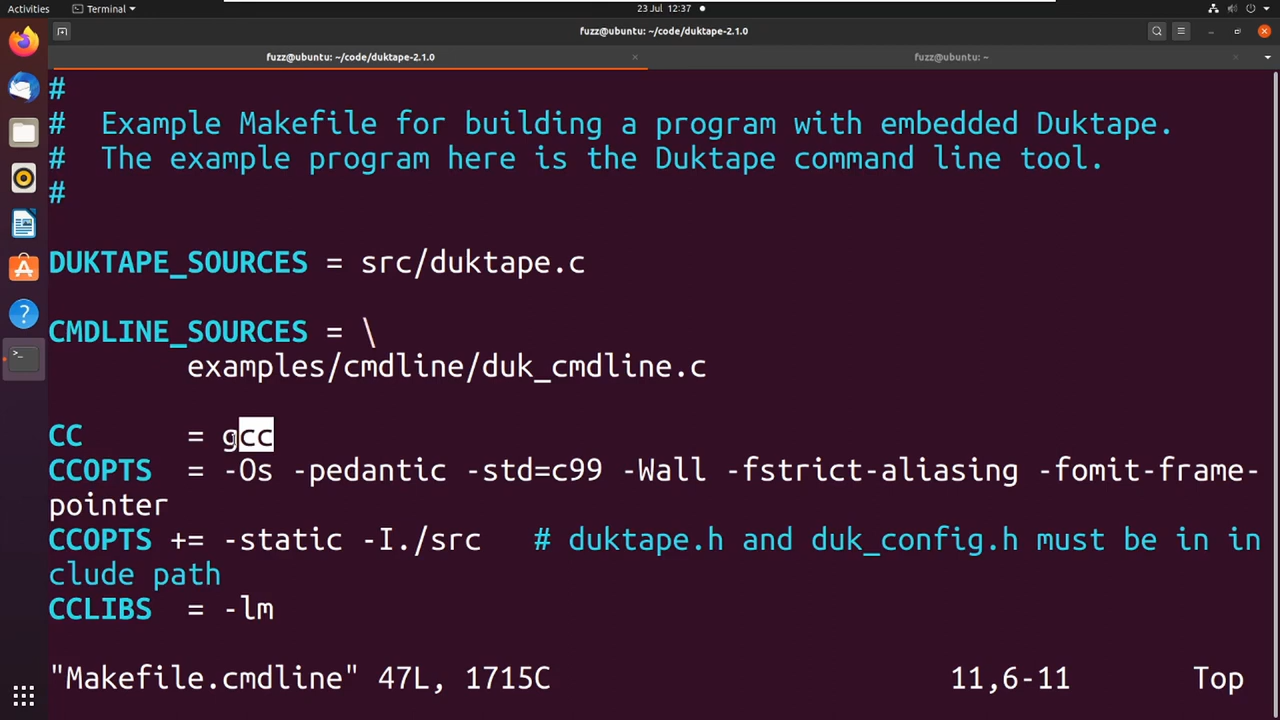 Activities
Terminal
23 Jul 12:37
fuzz@ubuntu: ~/code/duktape-2.1.0
fuzz@ubuntu: ~/code/duktape-2.1.0
fuzz@ubuntu: ~
#
# Example Makefile for building a program with embedded Duktape.
# The example program here is the Duktape command line tool.
#
DUKTAPE_SOURCES = src/duktape.c
CMDLINE_SOURCES = \
examples/cmdline/duk_cmdline.c
CC = gcc
CCOPTS = -Os -pedantic -std=c99 -Wall -fstrict-aliasing -fomit-frame-
pointer
CCOPTS += -static -I./src # duktape.h and duk_config.h must be in in
clude path
CCLIBS = -lm
"Makefile.cmdline" 47L, 1715C 11,6-11 Top